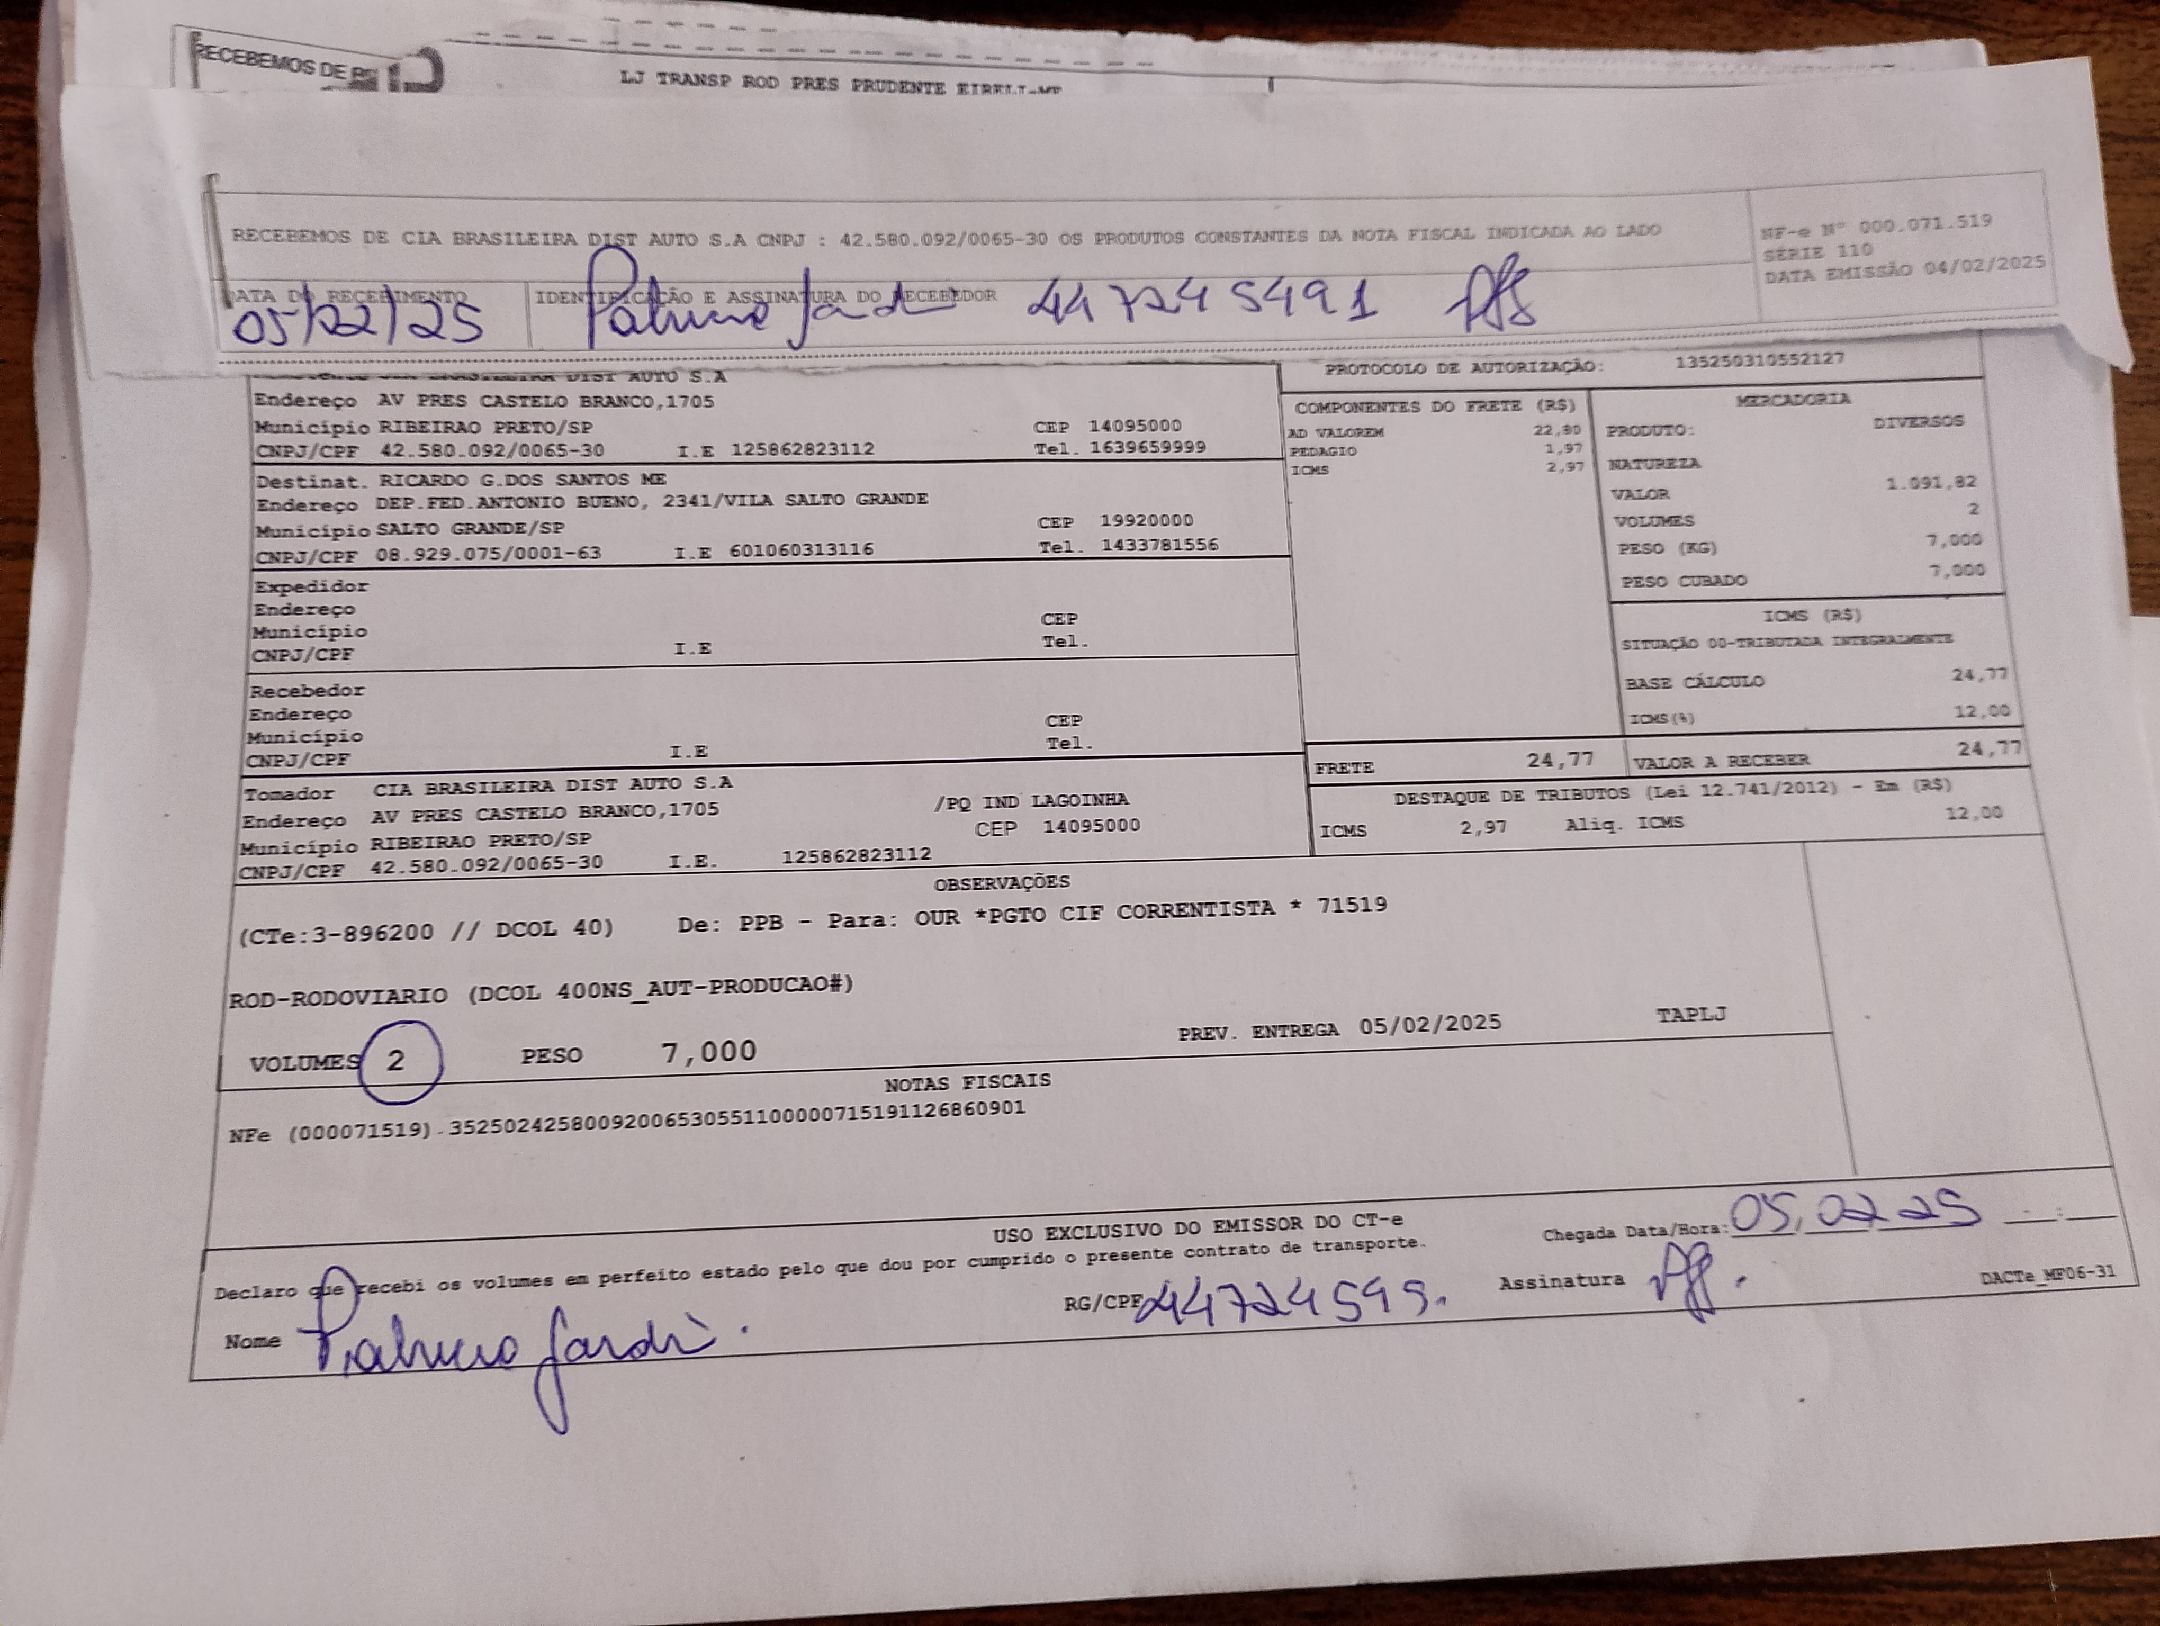 RECEBEMOS DE
LJ TRANSP ROD PRES PRUDENTE EIRELI-ME
RECEBEMOS DE CIA BRASILEIRA DIST AUTO S.A CNPJ : 42.580.092/0065-30 OS PRODUTOS CONSTANTES DA NOTA FISCAL INDICADA AO LADO
NF-e Nº 000.071.519
SÉRIE 110
DATA EMISSÃO 04/02/2025
DATA DO RECEBIMENTO
IDENTIFICAÇÃO E ASSINATURA DO RECEBEDOR
05/02/25
447245491
BRASILEIRA DIST AUTO S.A
Endereço AV PRES CASTELO BRANCO,1705
Município RIBEIRAO PRETO/SP CEP 14095000
CNPJ/CPF 42.580.092/0065-30 I.E 125862823112 Tel. 1639659999
Destinat. RICARDO G.DOS SANTOS ME
Endereço DEP.FED.ANTONIO BUENO, 2341/VILA SALTO GRANDE
Município SALTO GRANDE/SP CEP 19920000
CNPJ/CPF 08.929.075/0001-63 I.E 601060313116 Tel. 1433781556
Expedidor
Endereço
Município CEP
CNPJ/CPF I.E Tel.
Recebedor
Endereço
Município CEP
CNPJ/CPF I.E Tel.
Tomador CIA BRASILEIRA DIST AUTO S.A
Endereço AV PRES CASTELO BRANCO,1705 /PQ IND LAGOINHA
Município RIBEIRAO PRETO/SP CEP 14095000
CNPJ/CPF 42.580.092/0065-30 I.E. 125862823112
PROTOCOLO DE AUTORIZAÇÃO: 135250310552127
COMPONENTES DO FRETE (R$)
AD VALOREM 22,80
PEDAGIO 1,97
ICMS 2,97
MERCADORIA
PRODUTO: DIVERSOS
NATUREZA
VALOR 1.091,82
VOLUMES 2
PESO (KG) 7,000
PESO CUBADO 7,000
ICMS (R$)
SITUAÇÃO 00-TRIBUTADA INTEGRALMENTE
BASE CÁLCULO 24,77
ICMS(%) 12,00
FRETE 24,77 VALOR A RECEBER 24,77
DESTAQUE DE TRIBUTOS (Lei 12.741/2012) - Em (R$)
ICMS 2,97 Aliq. ICMS 12,00
OBSERVAÇÕES
(CTe:3-896200 // DCOL 40) De: PPB - Para: OUR *PGTO CIF CORRENTISTA * 71519
ROD-RODOVIARIO (DCOL 400NS_AUT-PRODUCAO#)
VOLUMES 2 PESO 7,000 PREV. ENTREGA 05/02/2025 TAPLJ
NOTAS FISCAIS
NFe (000071519).35250242580092006530551100000715191126860901
USO EXCLUSIVO DO EMISSOR DO CT-e
Chegada Data/Hora: 05,02,25 __:__
Declaro que recebi os volumes em perfeito estado pelo que dou por cumprido o presente contrato de transporte.
Nome
RG/CPF
Assinatura
DACTe_MF06-31